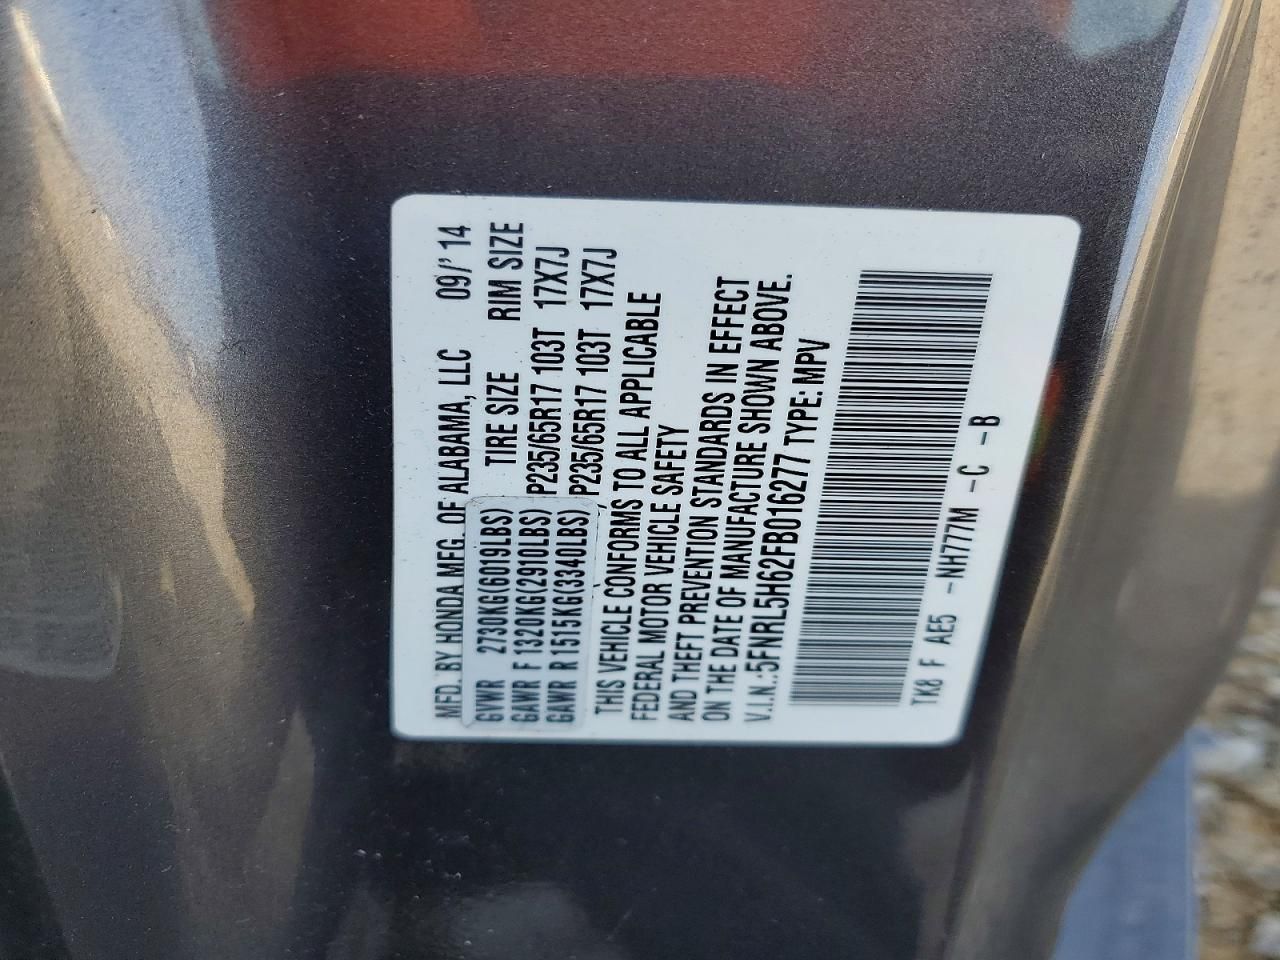 MFD. BY HONDA MFG. OF ALABAMA, LLC 09/'14
GVWR 2730KG(6019LBS) TIRE SIZE RIM SIZE
GAWR F 1320KG(2910LBS) P235/65R17 103T 17X7J
GAWR R 1515KG(3340LBS) P235/65R17 103T 17X7J
THIS VEHICLE CONFORMS TO ALL APPLICABLE
FEDERAL MOTOR VEHICLE SAFETY
AND THEFT PREVENTION STANDARDS IN EFFECT
ON THE DATE OF MANUFACTURE SHOWN ABOVE.
V.I.N.:5FNRL5H62FB016277 TYPE: MPV
TK8 F AE5 -NH777M -C -B